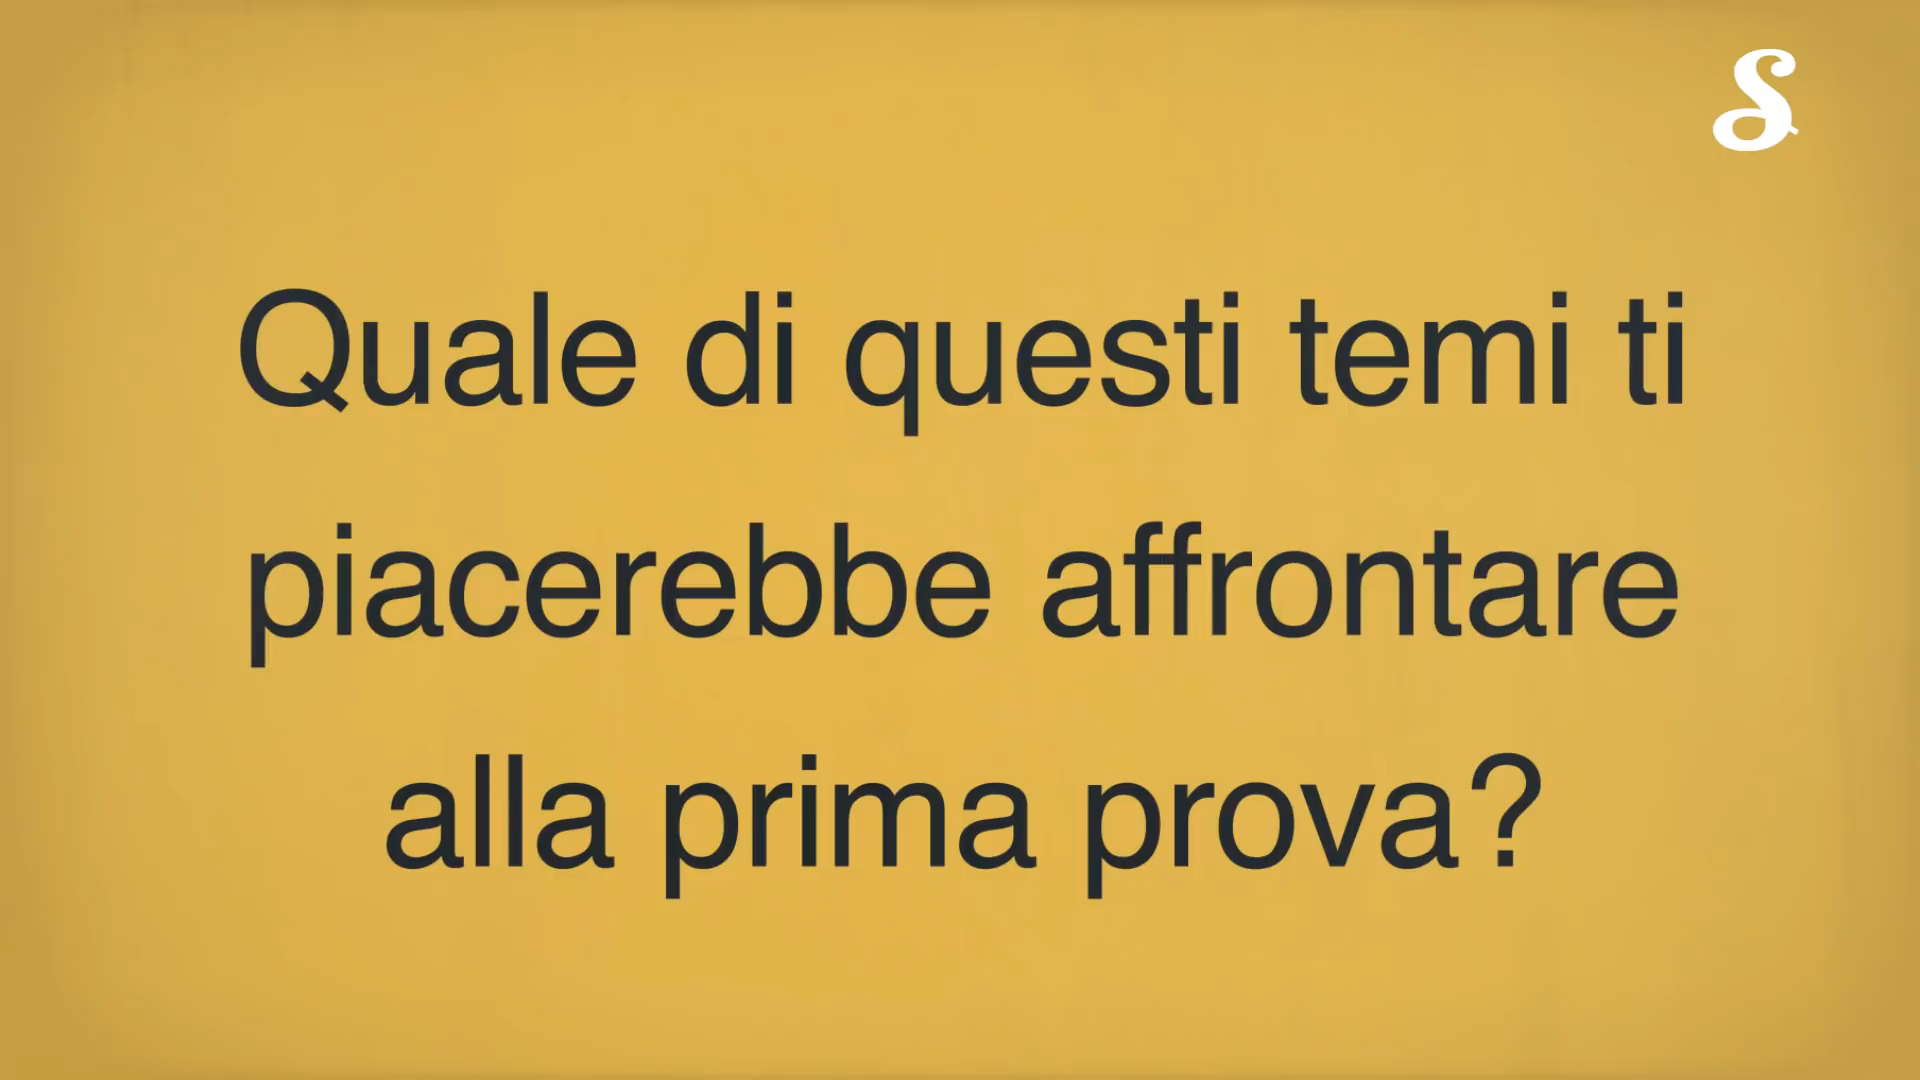 S
Quale di questi temi ti
piacerebbe affrontare
alla prima prova?